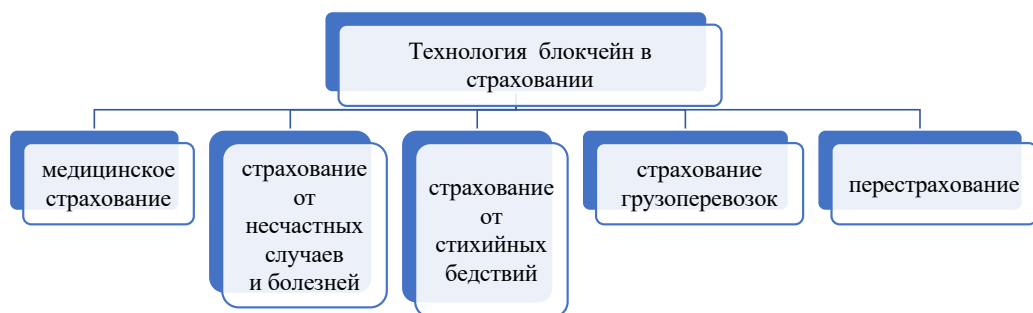 Технология блокчейн в
страховании
медицинское
страхование
страхование
от
несчастных
случаев
и болезней
страхование
от
стихийных
бедствий
страхование
грузоперевозок
перестрахование